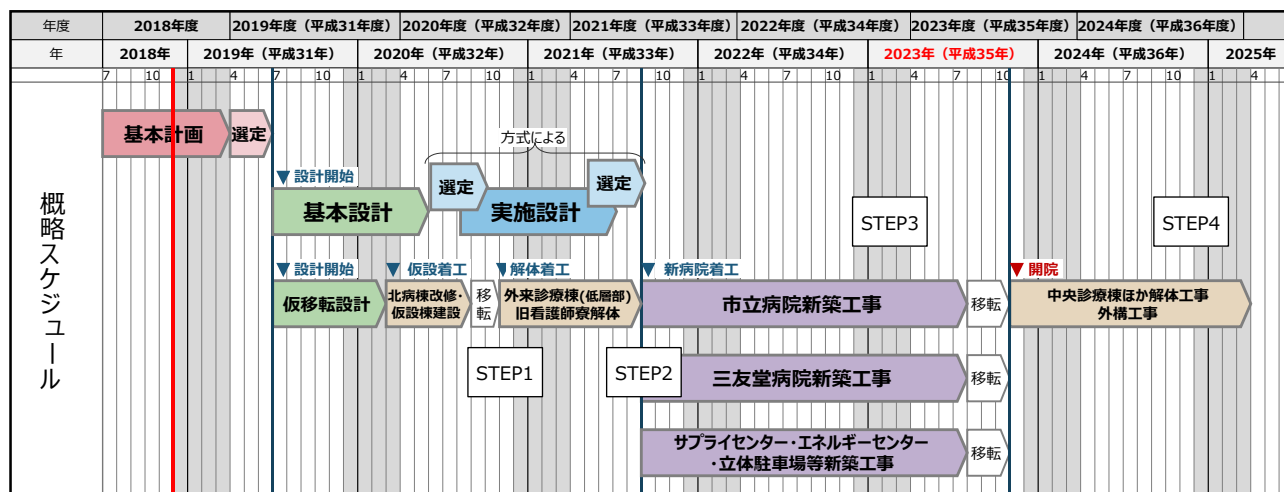 年度 2018年度 2019年度（平成31年度） 2020年度（平成32年度） 2021年度（平成33年度） 2022年度（平成34年度） 2023年度（平成35年度） 2024年度（平成36年度）
年 2018年 2019年（平成31年） 2020年（平成32年） 2021年（平成33年） 2022年（平成34年） 2023年（平成35年） 2024年（平成36年） 2025年
7 10 1 4 7 10 1 4 7 10 1 4 7 10 1 4 7 10 1 4 7 10 1 4 7 10 1 4
概略スケジュール
方式による
基本計画 選定
選定 選定
▼ 設計開始
基本設計 実施設計
STEP3 STEP4
▼ 設計開始 ▼ 仮設着工 ▼ 解体着工 ▼ 新病院着工 ▼ 開院
仮移転設計
北病棟改修・
仮設棟建設
移転
外来診療棟(低層部)
旧看護師寮解体
市立病院新築工事 移転
中央診療棟ほか解体工事
外構工事
STEP1 STEP2
三友堂病院新築工事 移転
サプライセンター・エネルギーセンター
・立体駐車場等新築工事
移転